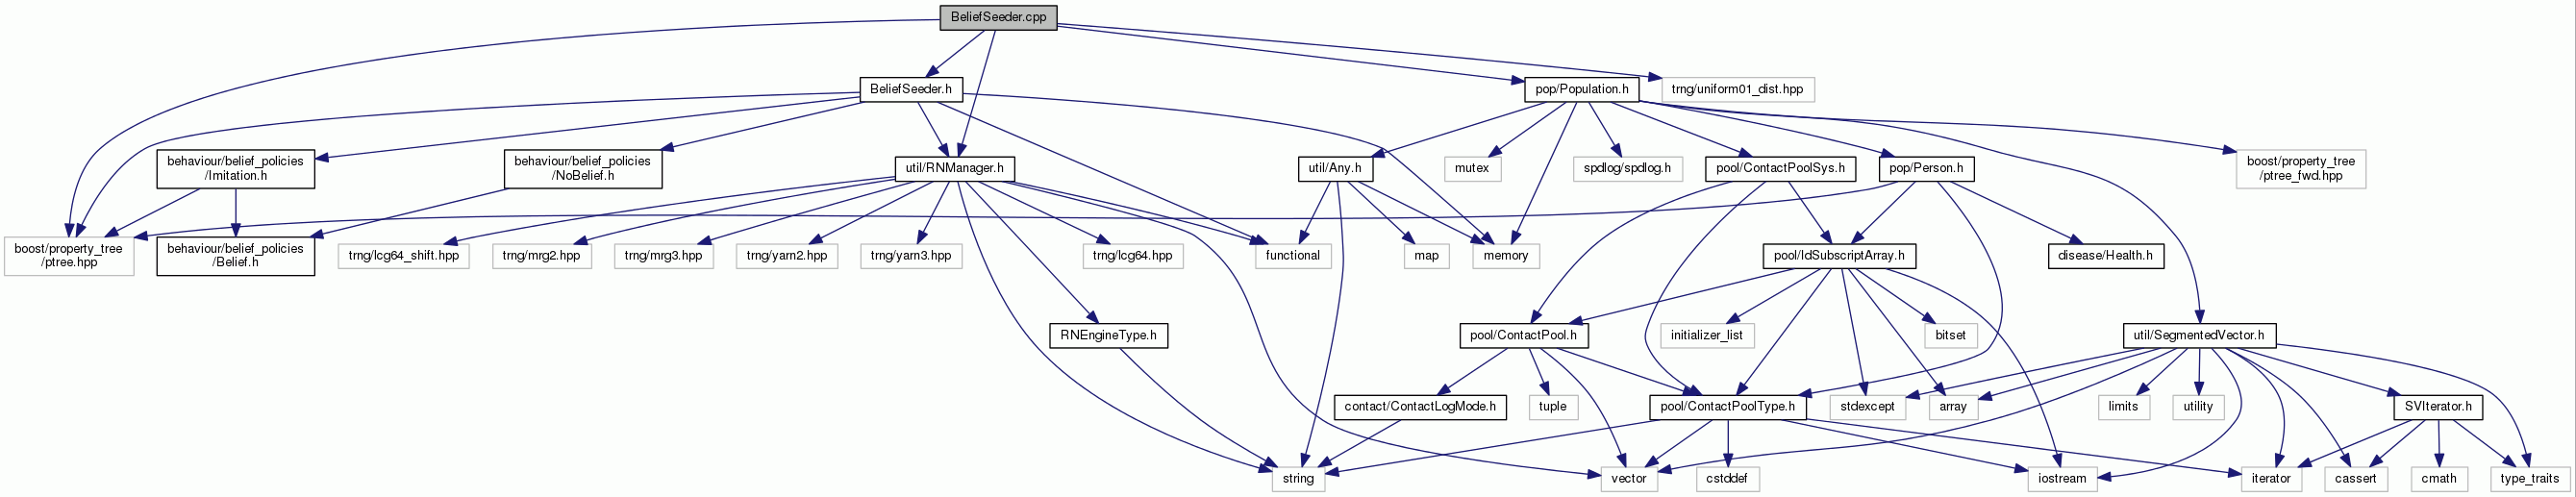 BeliefSeeder.cpp
BeliefSeeder.h
pop/Population.h
trng/uniform01_dist.hpp
behaviour/belief_policies
/Imitation.h
behaviour/belief_policies
/NoBelief.h
util/RNManager.h
util/Any.h
mutex
spdlog/spdlog.h
pool/ContactPoolSys.h
pop/Person.h
boost/property_tree
/ptree_fwd.hpp
boost/property_tree
/ptree.hpp
behaviour/belief_policies
/Belief.h
trng/lcg64_shift.hpp
trng/mrg2.hpp
trng/mrg3.hpp
trng/yarn2.hpp
trng/yarn3.hpp
trng/lcg64.hpp
functional
map
memory
pool/IdSubscriptArray.h
disease/Health.h
RNEngineType.h
pool/ContactPool.h
initializer_list
bitset
util/SegmentedVector.h
contact/ContactLogMode.h
tuple
pool/ContactPoolType.h
stdexcept
array
limits
utility
SVIterator.h
string
vector
cstddef
iostream
iterator
cassert
cmath
type_traits